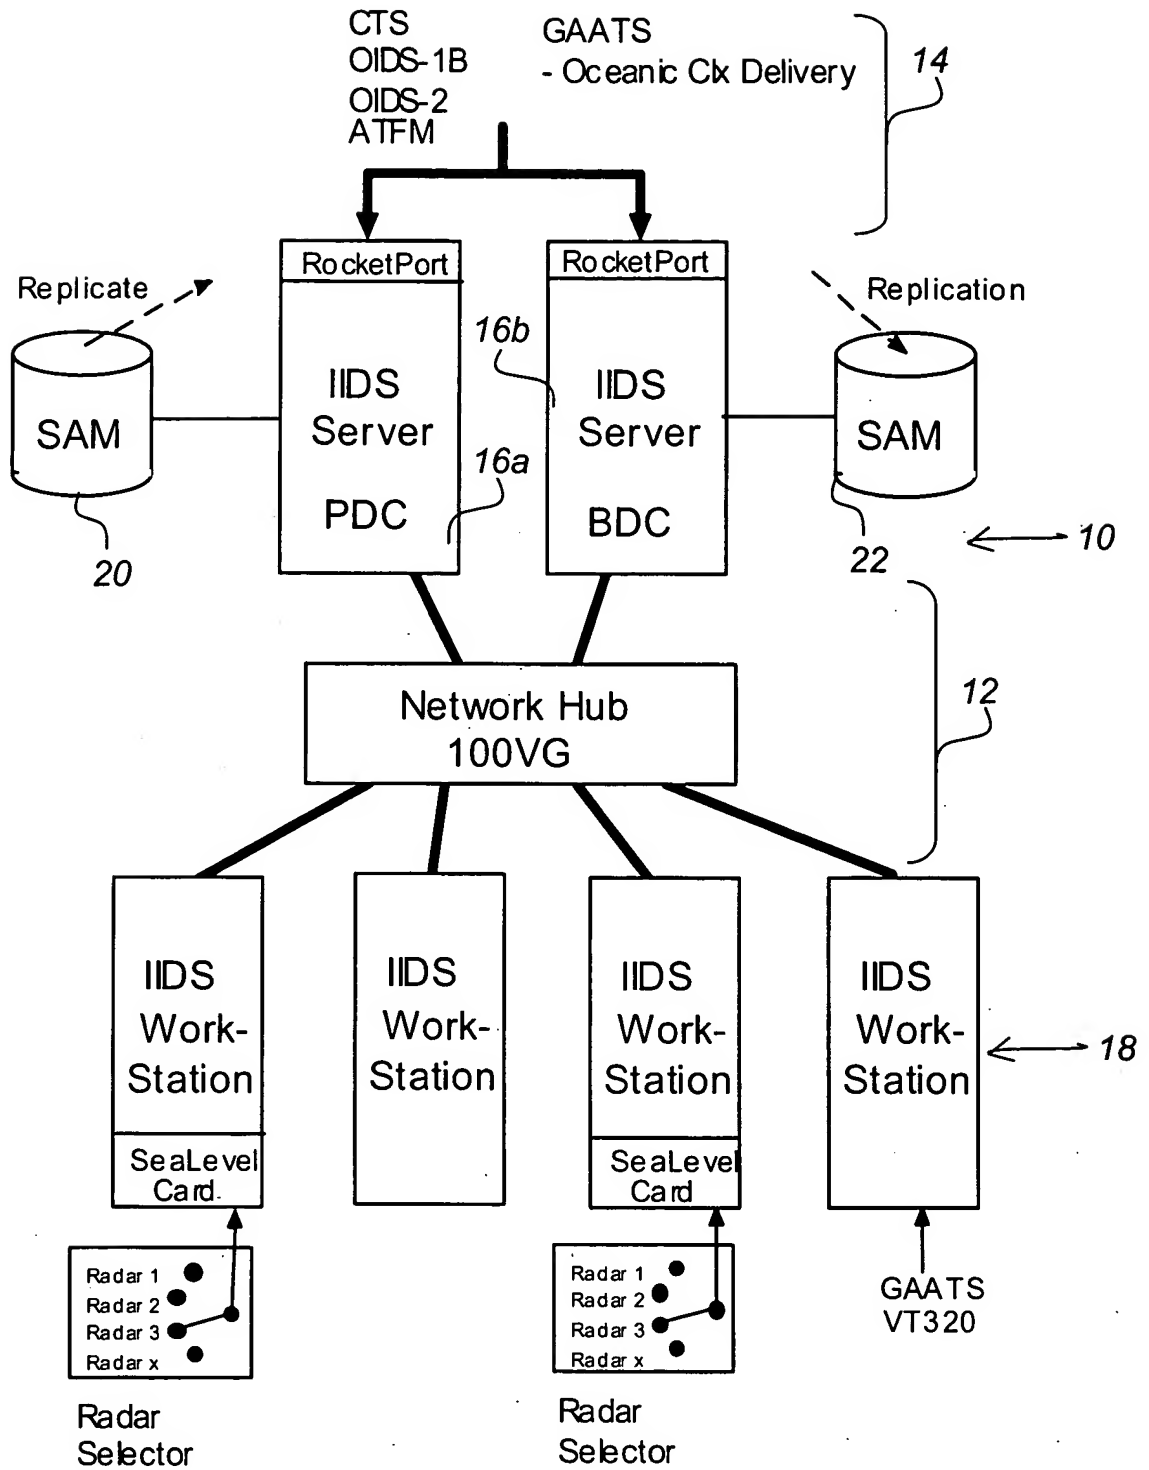 CTS
OIDS-1B
OIDS-2
ATFM
GAATS
- Oceanic Clx Delivery
14
RocketPort
RocketPort
Replicate
Replication
16b
IIDS
Server
PDC
IIDS
Server
BDC
SAM
SAM
16a
20
22
10
Network Hub
100VG
12
IIDS
Work-
Station
IIDS
Work-
Station
IIDS
Work-
Station
IIDS
Work-
Station
18
SeaLevel
Card
SeaLevel
Card
Radar 1
Radar 2
Radar 3
Radar x
Radar
Selector
Radar 1
Radar 2
Radar 3
Radar x
Radar
Selector
GAATS
VT320